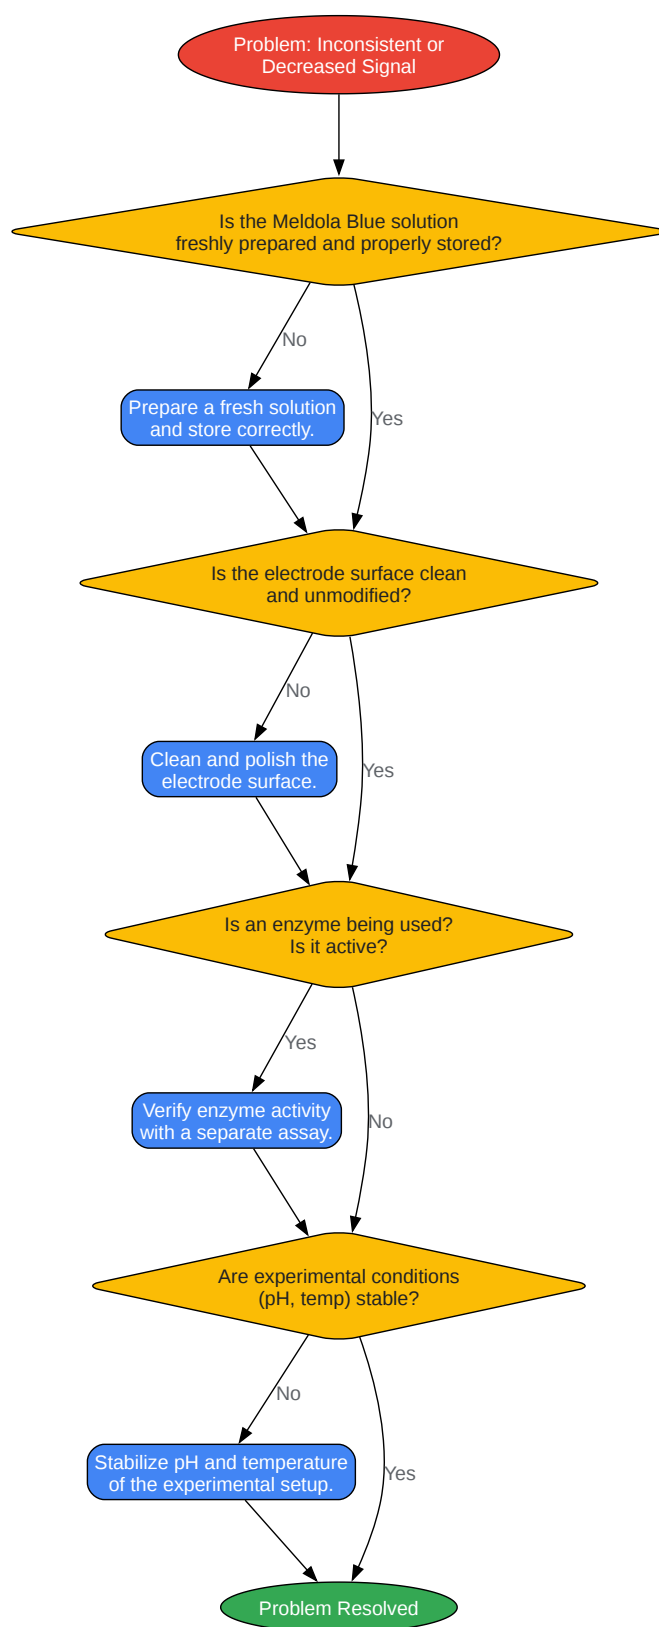 Problem: Inconsistent or
Decreased Signal
Is the Meldola Blue solution
freshly prepared and properly stored?
No
Prepare a fresh solution
and store correctly.
Yes
Is the electrode surface clean
and unmodified?
No
Clean and polish the
electrode surface.
Yes
Is an enzyme being used?
Is it active?
Yes
Verify enzyme activity
with a separate assay.
No
Are experimental conditions
(pH, temp) stable?
No
Stabilize pH and temperature
of the experimental setup.
Yes
Problem Resolved